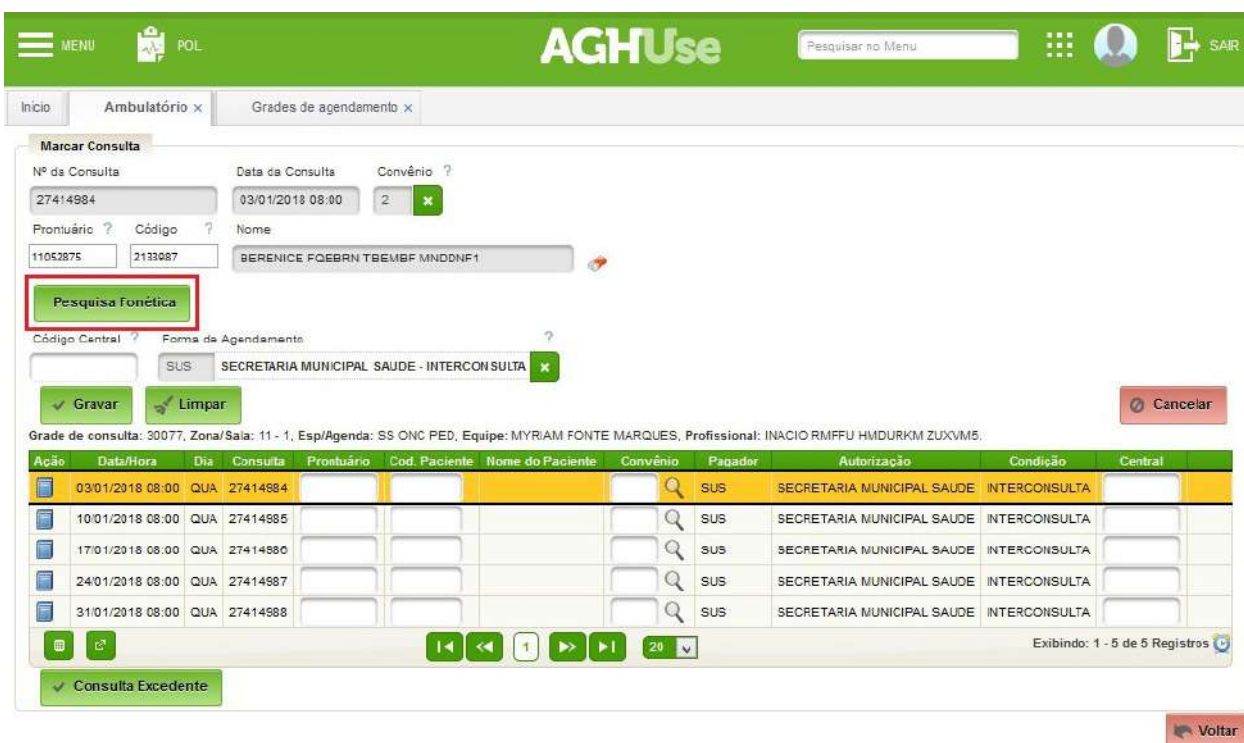 MENU POL AGHUse Pesquisar no Menu SAIR
Início Ambulatório x Grades de agendamento x
Marcar Consulta
Nº da Consulta Data da Consulta Convênio ?
27414984 03/01/2018 08:00 2
Prontuário ? Código ? Nome
11052875 2133987 BERENICE FQEBRN TBEMBF MNDDNF1
Pesquisa Fonética
Código Central ? Forma de Agendamento ?
SUS SECRETARIA MUNICIPAL SAUDE - INTERCONSULTA
Gravar Limpar Cancelar
Grade de consulta: 30077, Zona/Sala: 11 - 1, Esp/Agenda: SS ONC PED, Equipe: MYRIAM FONTE MARQUES, Profissional: INACIO RMFFU HMDURKM ZUXVM5.
Ação Data/Hora Dia Consulta Prontuário Cod. Paciente Nome do Paciente Convênio Pagador Autorização Condição Central
03/01/2018 08:00 QUA 27414984 SUS SECRETARIA MUNICIPAL SAUDE INTERCONSULTA
10/01/2018 08:00 QUA 27414985 SUS SECRETARIA MUNICIPAL SAUDE INTERCONSULTA
17/01/2018 08:00 QUA 27414986 SUS SECRETARIA MUNICIPAL SAUDE INTERCONSULTA
24/01/2018 08:00 QUA 27414987 SUS SECRETARIA MUNICIPAL SAUDE INTERCONSULTA
31/01/2018 08:00 QUA 27414988 SUS SECRETARIA MUNICIPAL SAUDE INTERCONSULTA
1 20 Exibindo: 1 - 5 de 5 Registros
Consulta Excedente
Voltar